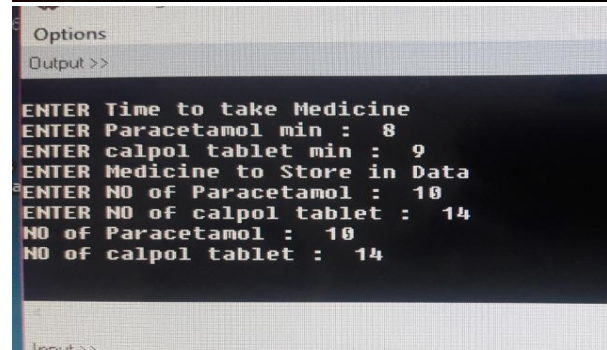 Options
Output >>
ENTER Time to take Medicine
ENTER Paracetamol min :  8
ENTER calpol tablet min :  9
ENTER Medicine to Store in Data
ENTER NO of Paracetamol :  10
ENTER NO of calpol tablet :  14
NO of Paracetamol :  10
NO of calpol tablet :  14
Input >>